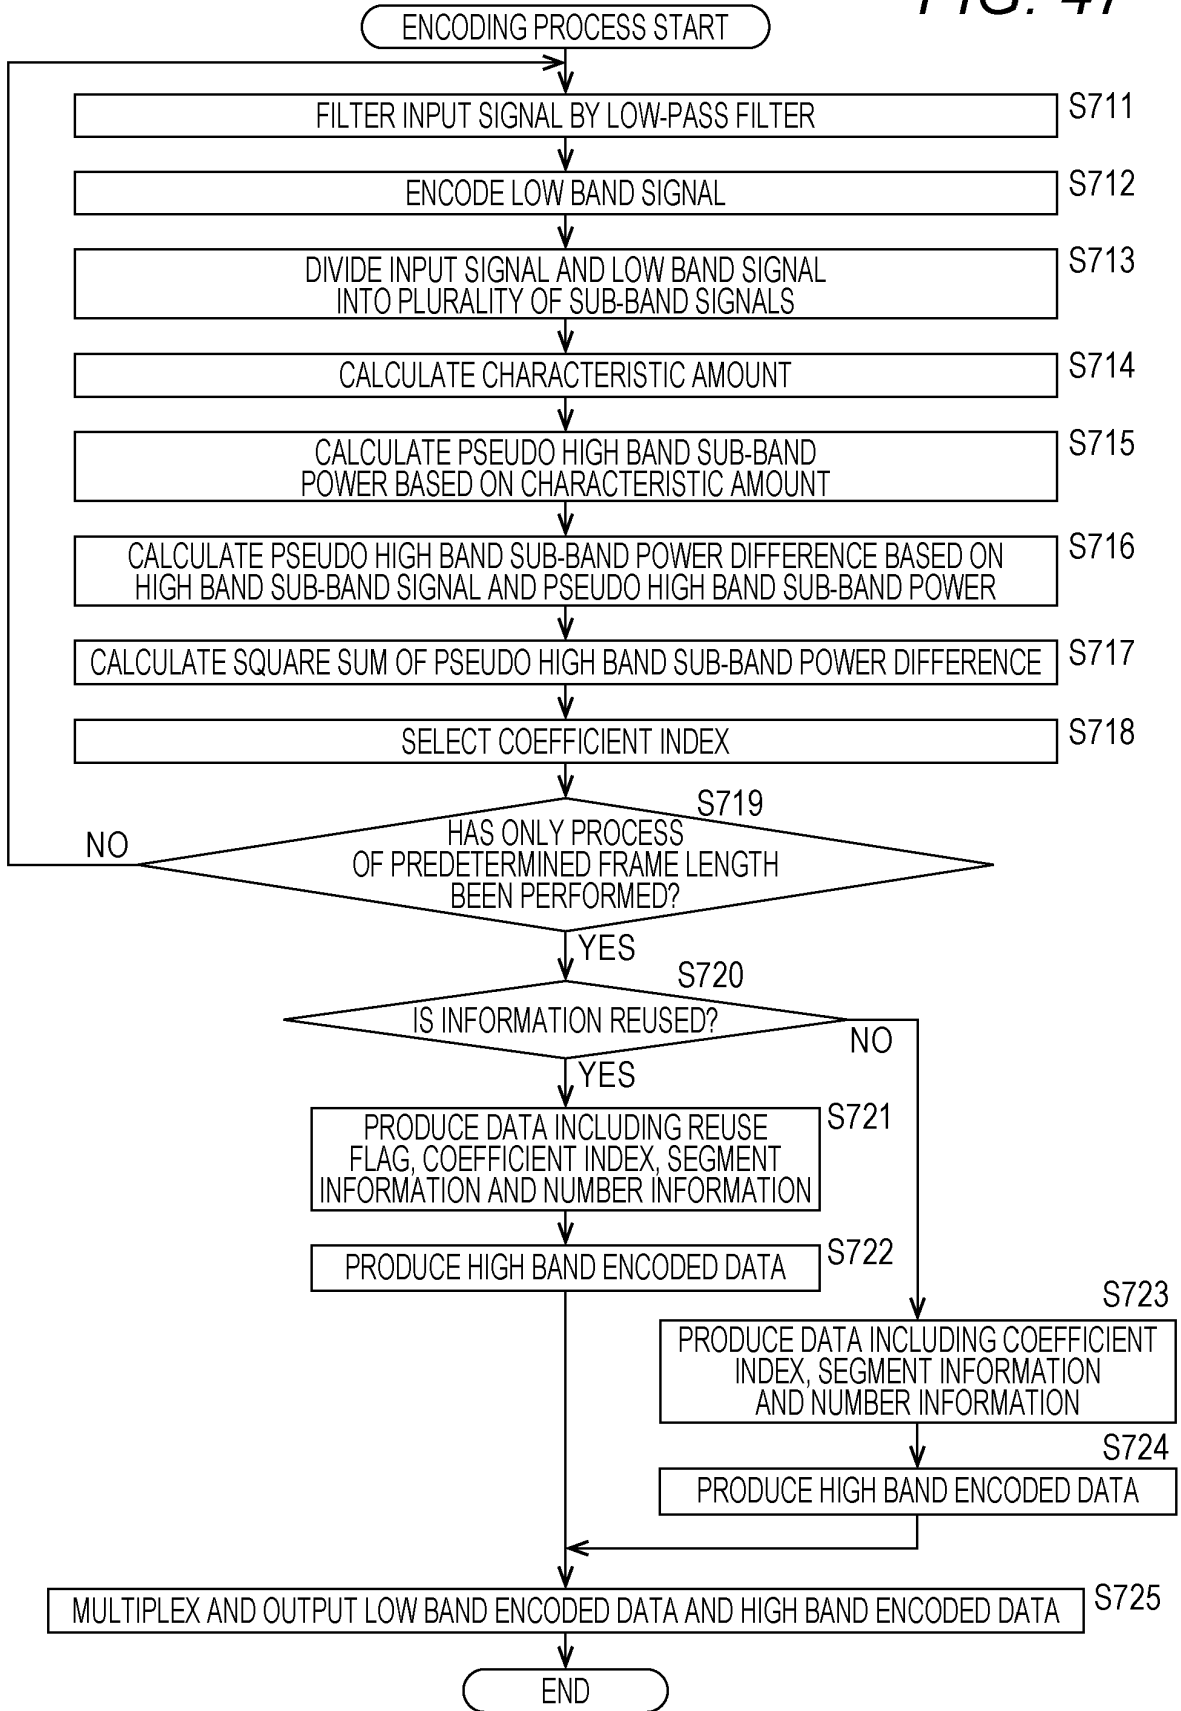 FIG. 47
ENCODING PROCESS START
FILTER INPUT SIGNAL BY LOW-PASS FILTER
S711
ENCODE LOW BAND SIGNAL
S712
DIVIDE INPUT SIGNAL AND LOW BAND SIGNAL
INTO PLURALITY OF SUB-BAND SIGNALS
S713
CALCULATE CHARACTERISTIC AMOUNT
S714
CALCULATE PSEUDO HIGH BAND SUB-BAND
POWER BASED ON CHARACTERISTIC AMOUNT
S715
CALCULATE PSEUDO HIGH BAND SUB-BAND POWER DIFFERENCE BASED ON
HIGH BAND SUB-BAND SIGNAL AND PSEUDO HIGH BAND SUB-BAND POWER
S716
CALCULATE SQUARE SUM OF PSEUDO HIGH BAND SUB-BAND POWER DIFFERENCE
S717
SELECT COEFFICIENT INDEX
S718
S719
HAS ONLY PROCESS
OF PREDETERMINED FRAME LENGTH
BEEN PERFORMED?
NO
YES
S720
IS INFORMATION REUSED?
NO
YES
PRODUCE DATA INCLUDING REUSE
FLAG, COEFFICIENT INDEX, SEGMENT
INFORMATION AND NUMBER INFORMATION
S721
PRODUCE HIGH BAND ENCODED DATA
S722
S723
PRODUCE DATA INCLUDING COEFFICIENT
INDEX, SEGMENT INFORMATION
AND NUMBER INFORMATION
S724
PRODUCE HIGH BAND ENCODED DATA
MULTIPLEX AND OUTPUT LOW BAND ENCODED DATA AND HIGH BAND ENCODED DATA
S725
END